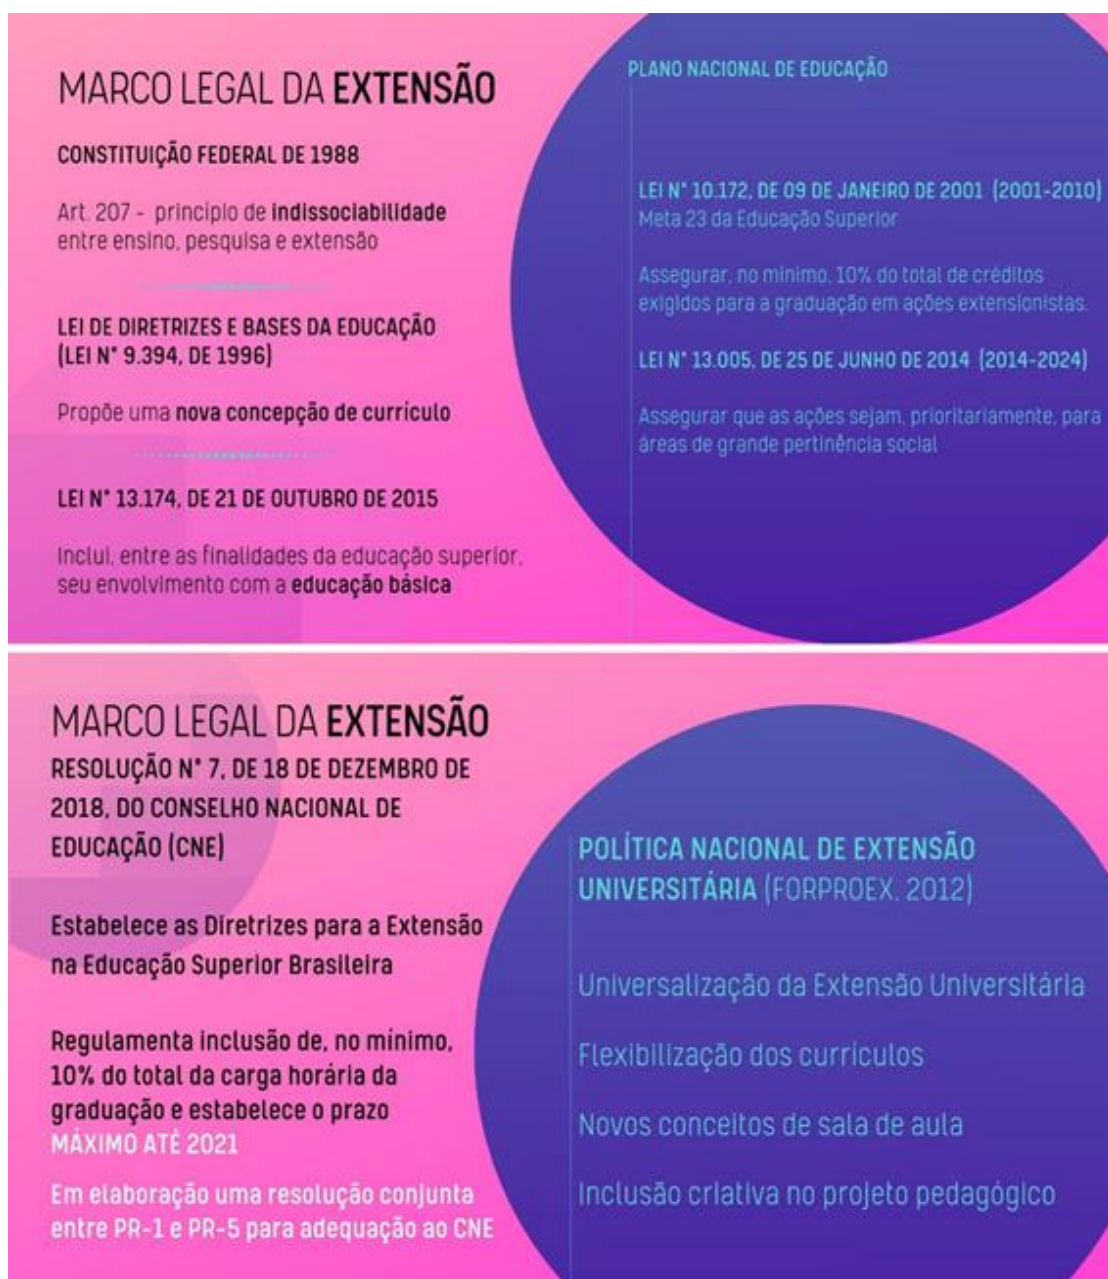 MARCO LEGAL DA EXTENSÃO
CONSTITUIÇÃO FEDERAL DE 1988
Art. 207 - princípio de indissociabilidade
entre ensino, pesquisa e extensão
LEI DE DIRETRIZES E BASES DA EDUCAÇÃO
(LEI N° 9.394, DE 1996)
Propõe uma nova concepção de currículo
LEI N° 13.174, DE 21 DE OUTUBRO DE 2015
Inclui, entre as finalidades da educação superior,
seu envolvimento com a educação básica
PLANO NACIONAL DE EDUCAÇÃO
LEI N° 10.172, DE 09 DE JANEIRO DE 2001 (2001-2010)
Meta 23 da Educação Superior
Assegurar, no mínimo, 10% do total de créditos
exigidos para a graduação em ações extensionistas.
LEI N° 13.005, DE 25 DE JUNHO DE 2014 (2014-2024)
Assegurar que as ações sejam, prioritariamente, para
áreas de grande pertinência social
MARCO LEGAL DA EXTENSÃO
RESOLUÇÃO N° 7, DE 18 DE DEZEMBRO DE
2018, DO CONSELHO NACIONAL DE
EDUCAÇÃO (CNE)
Estabelece as Diretrizes para a Extensão
na Educação Superior Brasileira
Regulamenta inclusão de, no mínimo,
10% do total da carga horária da
graduação e estabelece o prazo
MÁXIMO ATÉ 2021
Em elaboração uma resolução conjunta
entre PR-1 e PR-5 para adequação ao CNE
POLÍTICA NACIONAL DE EXTENSÃO
UNIVERSITÁRIA (FORPROEX, 2012)
Universalização da Extensão Universitária
Flexibilização dos currículos
Novos conceitos de sala de aula
Inclusão criativa no projeto pedagógico